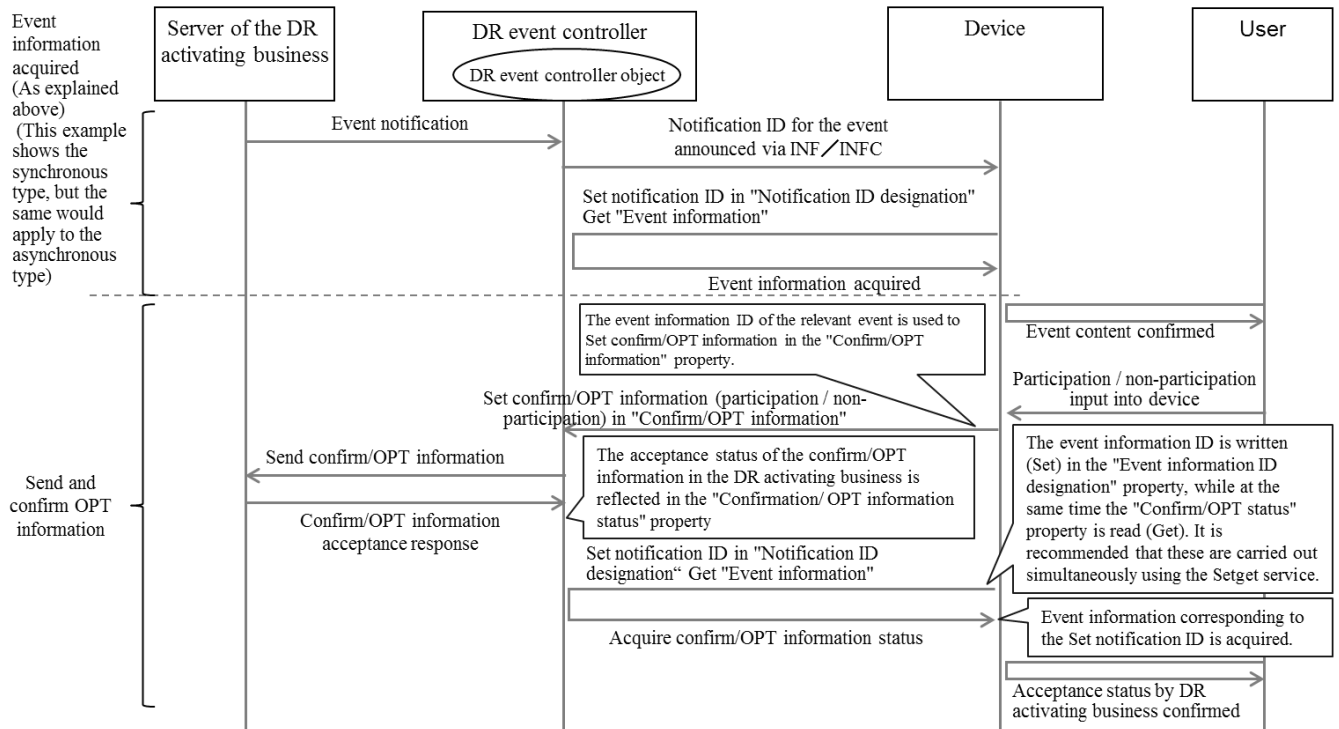 Event
information
acquired
(As explained
above)
(This example
shows the
synchronous
type, but the
same would
apply to the
asynchronous
type)
Server of the DR
activating business
DR event controller
DR event controller object
Device
User
Event notification
Notification ID for the event
announced via INF／INFC
Set notification ID in "Notification ID designation"
Get "Event information"
Event information acquired
The event information ID of the relevant event is used to
Set confirm/OPT information in the "Confirm/OPT
information" property.
Event content confirmed
Participation / non-participation
input into device
Set confirm/OPT information (participation / non-
participation) in "Confirm/OPT information"
Send and
confirm OPT
information
Send confirm/OPT information
The acceptance status of the confirm/OPT
information in the DR activating business is
reflected in the "Confirmation/ OPT information
status" property
The event information ID is written
(Set) in the "Event information ID
designation" property, while at the
same time the "Confirm/OPT status"
property is read (Get). It is
recommended that these are carried out
simultaneously using the Setget service.
Confirm/OPT information
acceptance response
Set notification ID in "Notification ID
designation“ Get "Event information"
Acquire confirm/OPT information status
Event information corresponding to
the Set notification ID is acquired.
Acceptance status by DR
activating business confirmed